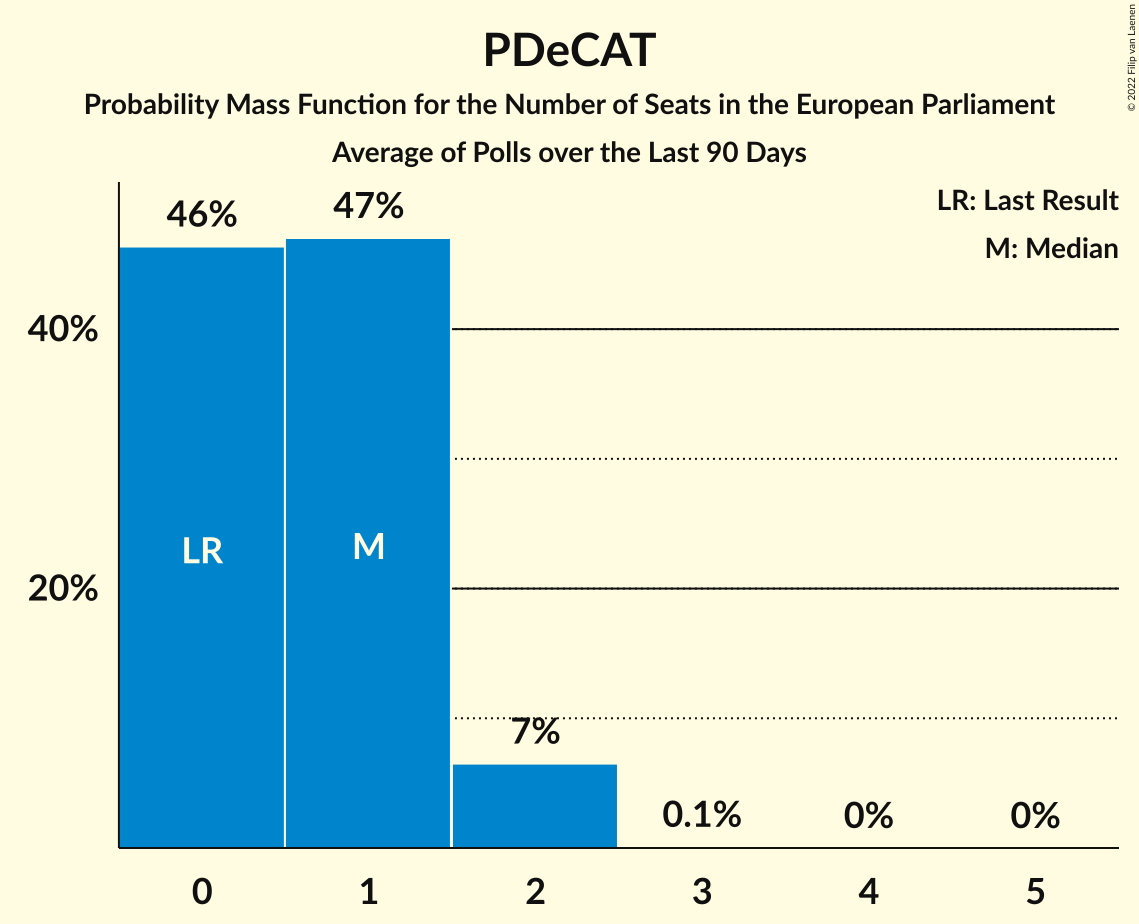 PDeCAT
Probability Mass Function for the Number of Seats in the European Parliament
Average of Polls over the Last 90 Days
© 2022 Filip van Laenen
LR: Last Result
M: Median
46%
47%
40%
LR
M
20%
7%
0.1%
0%
0%
0
1
2
3
4
5